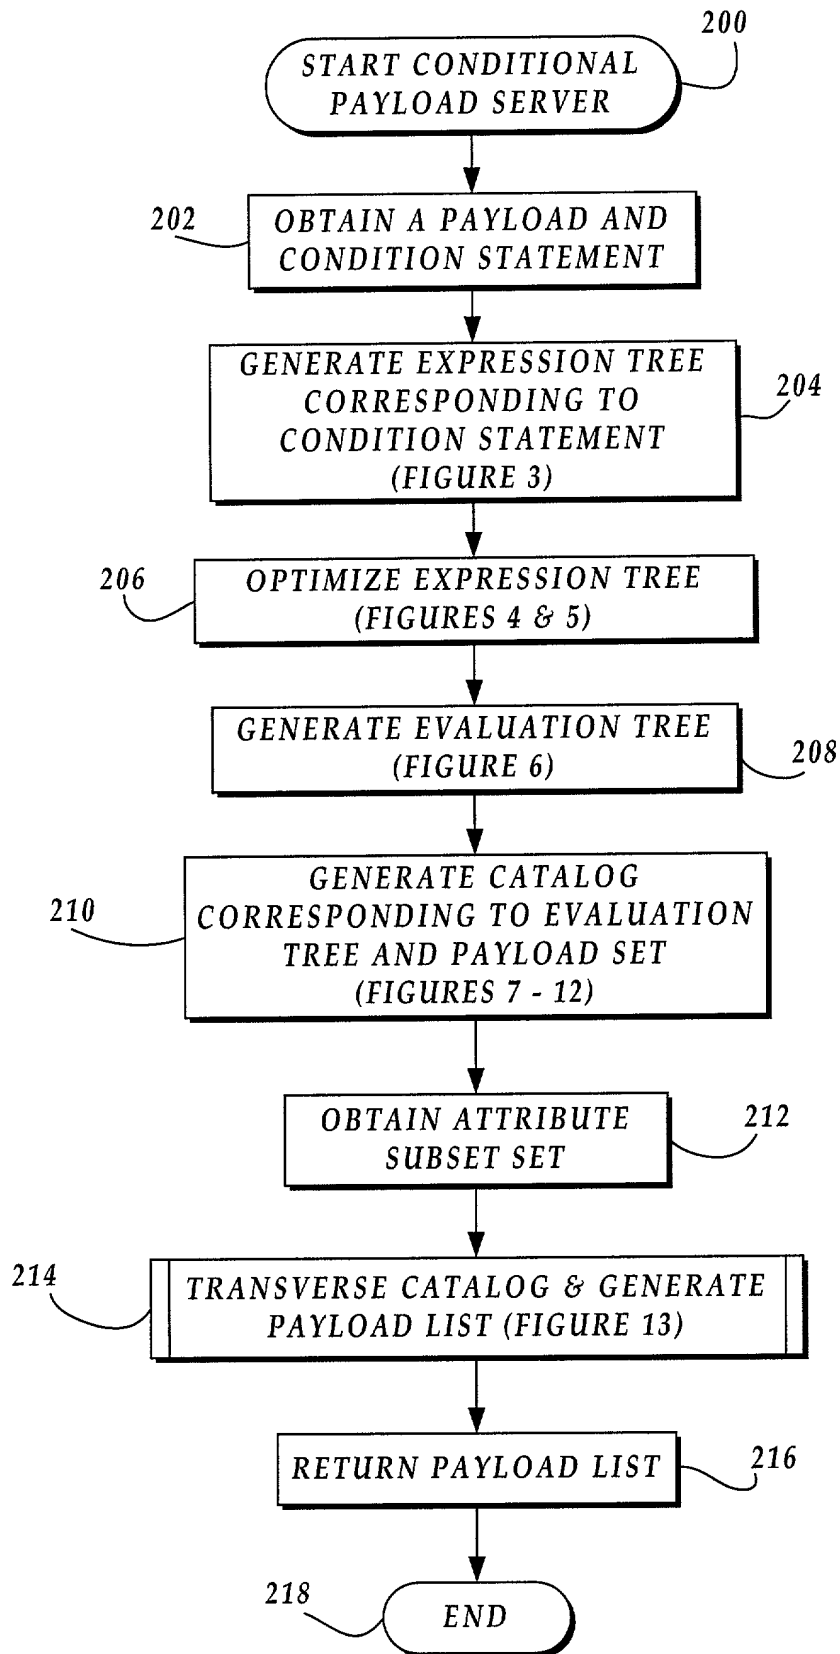 200
START CONDITIONAL
PAYLOAD SERVER
202
OBTAIN A PAYLOAD AND
CONDITION STATEMENT
GENERATE EXPRESSION TREE
CORRESPONDING TO
CONDITION STATEMENT
(FIGURE 3)
204
206
OPTIMIZE EXPRESSION TREE
(FIGURES 4 & 5)
GENERATE EVALUATION TREE
(FIGURE 6)
208
210
GENERATE CATALOG
CORRESPONDING TO EVALUATION
TREE AND PAYLOAD SET
(FIGURES 7 - 12)
OBTAIN ATTRIBUTE
SUBSET SET
212
214
TRANSVERSE CATALOG & GENERATE
PAYLOAD LIST (FIGURE 13)
RETURN PAYLOAD LIST
216
218
END